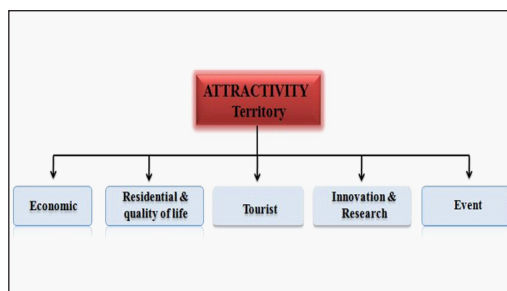 ATTRACTIVITY
Territory
Economic
Residential &
quality of life
Tourist
Innovation &
Research
Event